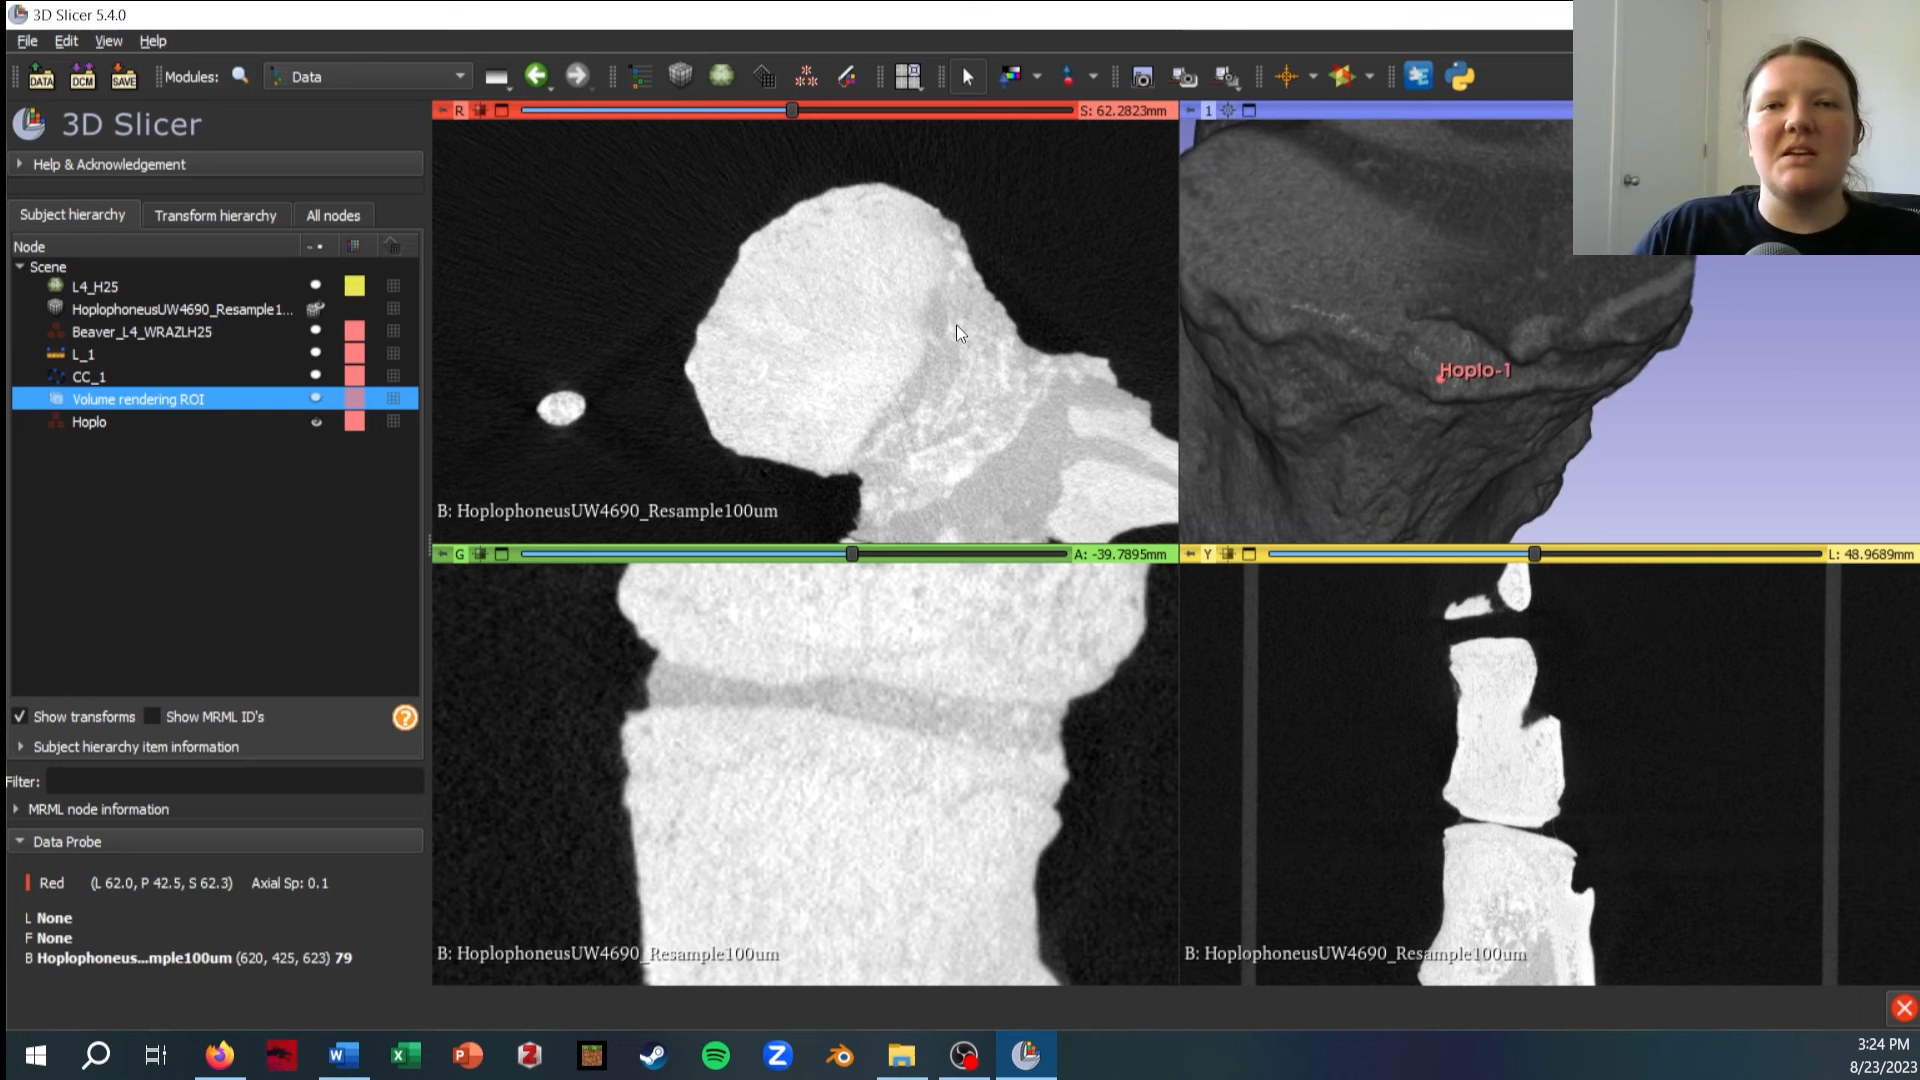 3D Slicer 5.4.0
File Edit View Help
DATA DCM SAVE Modules: Data
3D Slicer
Help & Acknowledgement
Subject hierarchy Transform hierarchy All nodes
Node
Scene
L4_H25
HoplophoneusUW4690_Resample1...
Beaver_L4_WRAZLH25
L_1
CC_1
Volume rendering ROI
Hoplo
Show transforms Show MRML ID's
Subject hierarchy item information
Filter:
MRML node information
Data Probe
Red (L 62.0, P 42.5, S 62.3) Axial Sp: 0.1
L None
F None
B Hoplophoneus...mple100um (620, 425, 623) 79
R S: 62.2823mm
B: HoplophoneusUW4690_Resample100um
1
Hoplo-1
G A: -39.7895mm
B: HoplophoneusUW4690_Resample100um
Y L: 48.9689mm
B: HoplophoneusUW4690_Resample100um
3:24 PM
8/23/2023